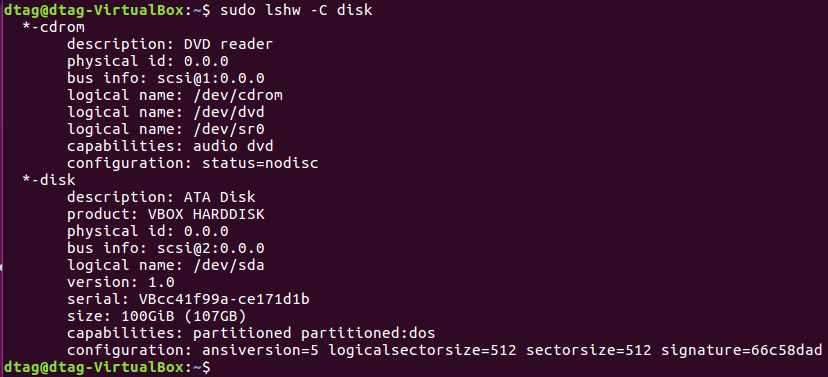 dtag@dtag-VirtualBox:~$ sudo lshw -C disk
*-cdrom
description: DVD reader
physical id: 0.0.0
bus info: scsi@1:0.0.0
logical name: /dev/cdrom
logical name: /dev/dvd
logical name: /dev/sr0
capabilities: audio dvd
configuration: status=nodisc
*-disk
description: ATA Disk
product: VBOX HARDDISK
physical id: 0.0.0
bus info: scsi@2:0.0.0
logical name: /dev/sda
version: 1.0
serial: VBcc41f99a-ce171d1b
size: 100GiB (107GB)
capabilities: partitioned partitioned:dos
configuration: ansiversion=5 logicalsectorsize=512 sectorsize=512 signature=66c58dad
dtag@dtag-VirtualBox:~$